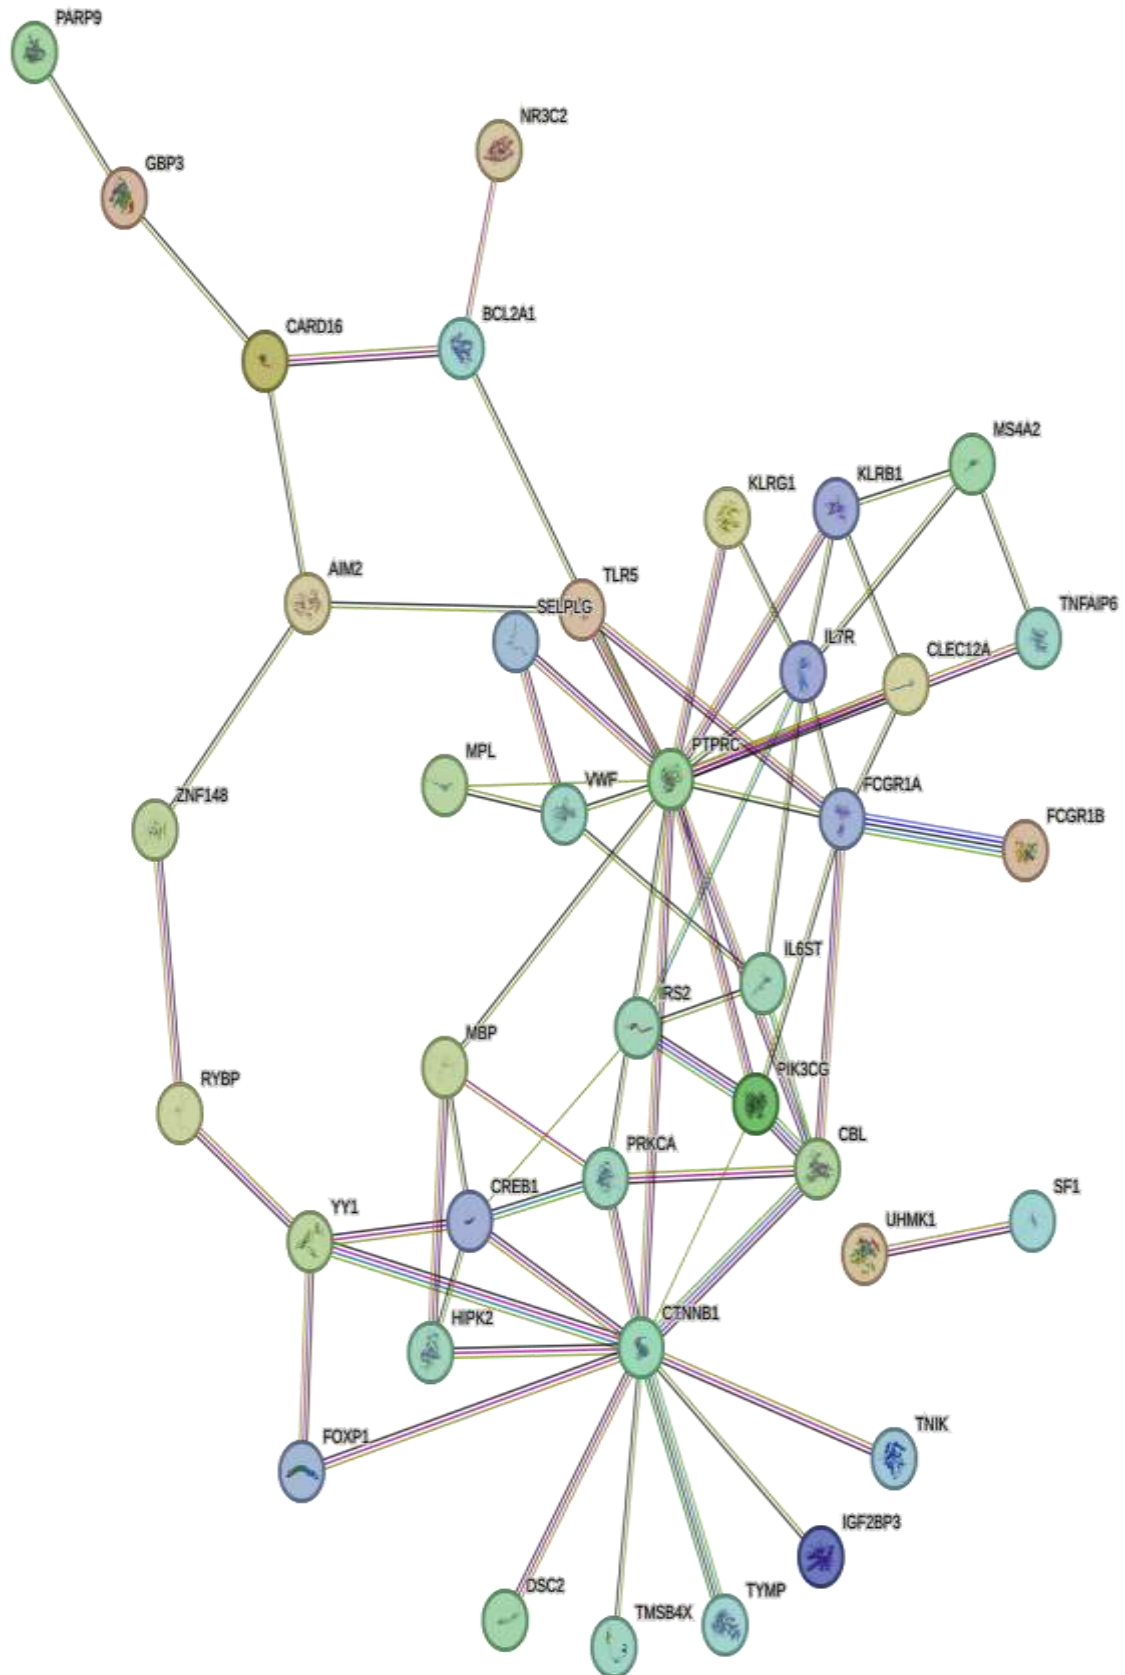 PARP9
NR3C2
GBP3
BCL2A1
CARD16
MS4A2
KLRB1
KLRG1
AIM2
TLR5
TNFAIP6
SELPLG
IL7R
CLEC12A
PTPRC
MPL
VWF
FCGR1A
ZNF148
FCGR1B
IL6ST
IRS2
MBP
PIK3CG
RYBP
CBL
PRKCA
CREB1
SF1
YY1
UHMK1
HIPK2
CTNNB1
TNIK
FOXP1
IGF2BP3
DSC2
TYMP
TMSB4X